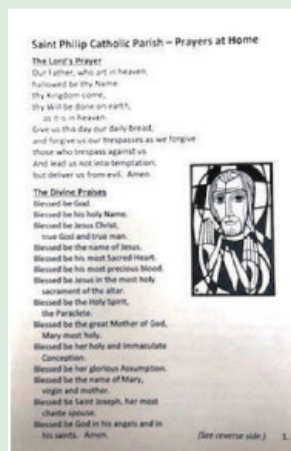 Saint Philip Catholic Parish – Prayers at Home
The Lord's Prayer
Our Father, who art in heaven,
hallowed be thy Name.
thy Kingdom come,
thy Will be done on earth,
as it is in heaven.
Give us this day our daily bread,
and forgive us our trespasses as we forgive
those who trespass against us.
And lead us not into temptation,
but deliver us from evil. Amen.
The Divine Praises
Blessed be God.
Blessed be his holy Name.
Blessed be Jesus Christ,
true God and true man.
Blessed be the name of Jesus.
Blessed be his most Sacred Heart.
Blessed be his most precious blood.
Blessed be Jesus in the most holy
sacrament of the altar.
Blessed be the Holy Spirit,
the Paraclete.
Blessed be the great Mother of God,
Mary most holy.
Blessed be her holy and Immaculate
Conception.
Blessed be her glorious Assumption.
Blessed be the name of Mary,
virgin and mother.
Blessed be Saint Joseph, her most
chaste spouse.
Blessed be God in his angels and in
his saints. Amen.
(See reverse side.) 1.